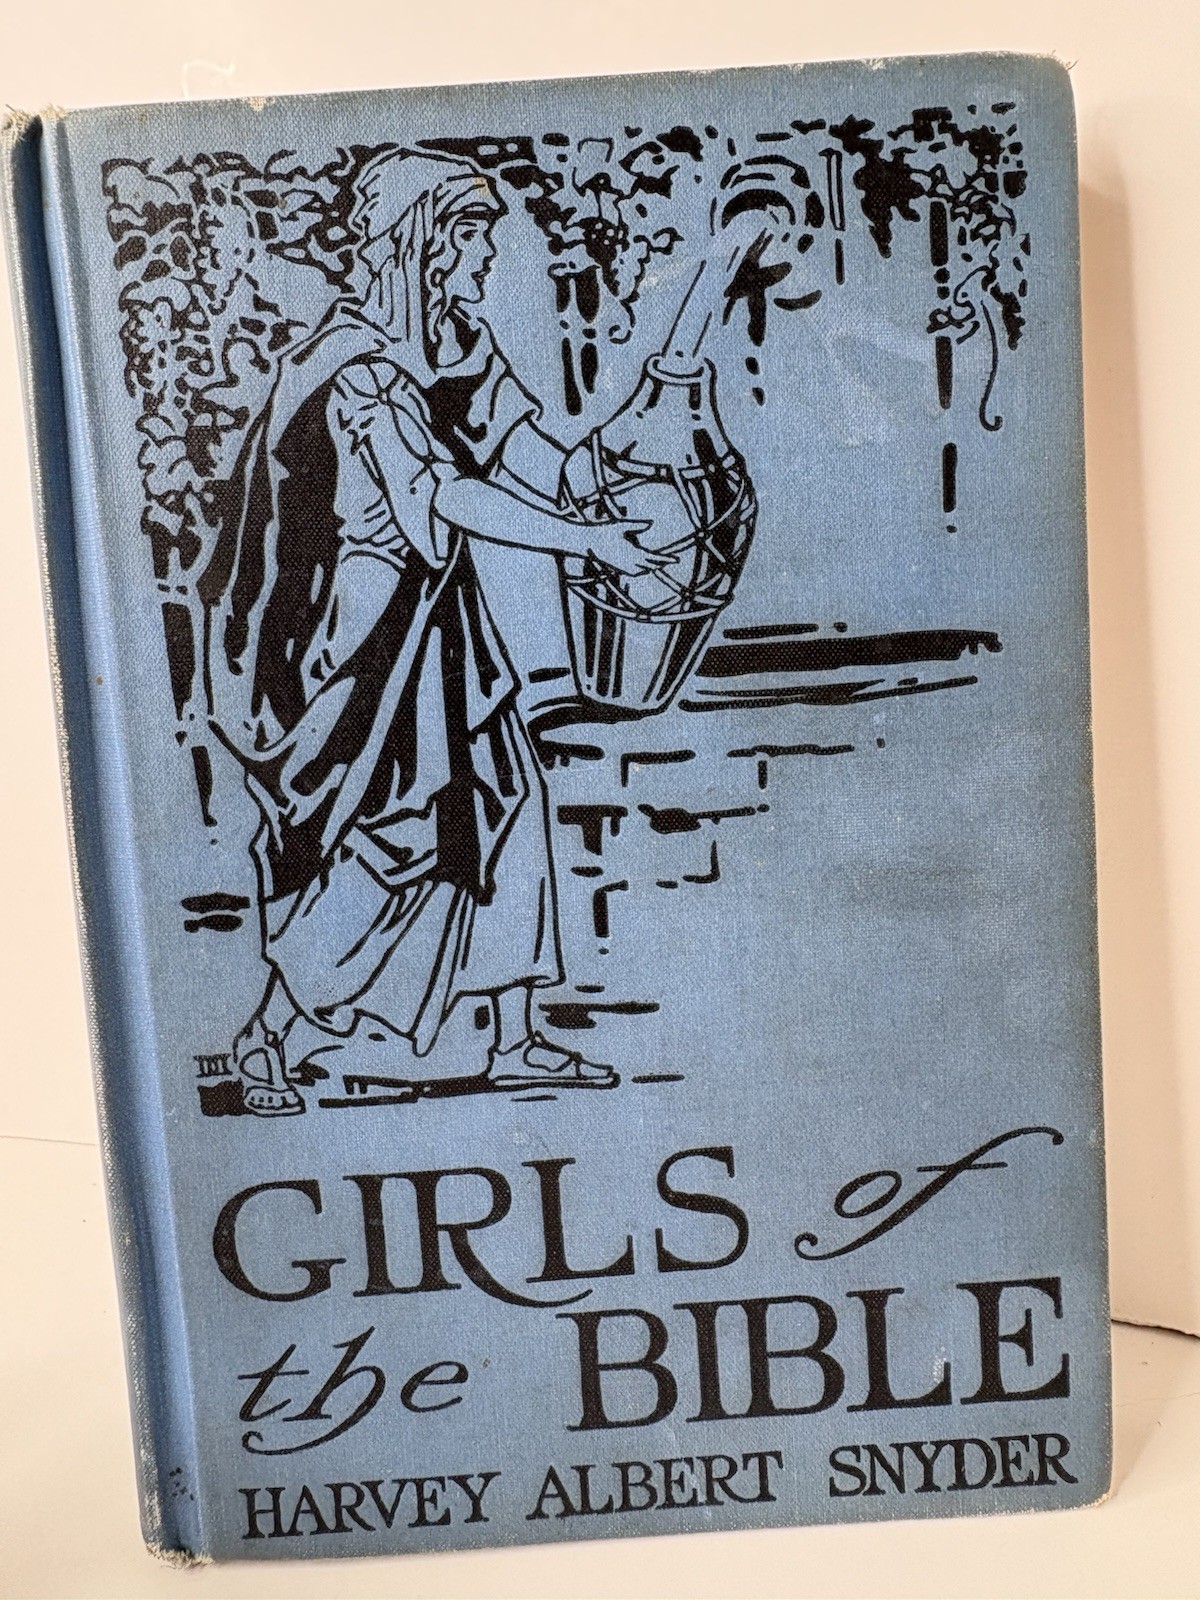 GIRLS of
the BIBLE
HARVEY ALBERT SNYDER